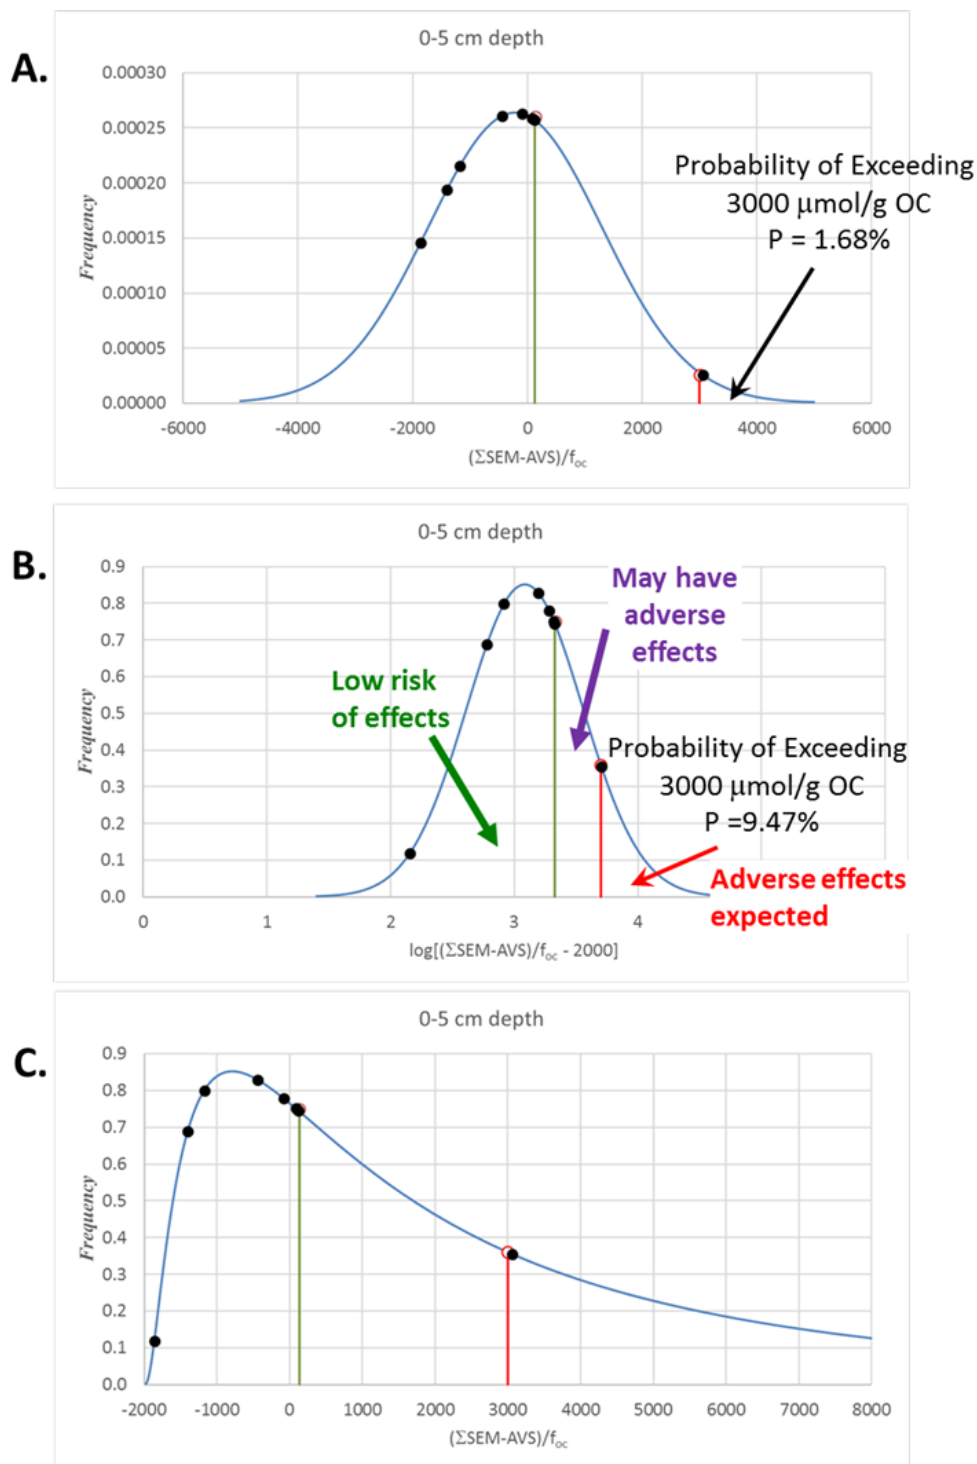 A.
0-5 cm depth
0.00030
0.00025
0.00020
0.00015
0.00010
0.00005
0.00000
Frequency
Probability of Exceeding
3000 μmol/g OC
P = 1.68%
-6000 -4000 -2000 0 2000 4000 6000
(ΣSEM-AVS)/foc
B.
0-5 cm depth
0.9
0.8
0.7
0.6
0.5
0.4
0.3
0.2
0.1
0.0
Frequency
May have
adverse
effects
Low risk
of effects
Probability of Exceeding
3000 μmol/g OC
P =9.47%
Adverse effects
expected
0 1 2 3 4
log[(ΣSEM-AVS)/foc - 2000]
C.
0-5 cm depth
0.9
0.8
0.7
0.6
0.5
0.4
0.3
0.2
0.1
0.0
Frequency
-2000 -1000 0 1000 2000 3000 4000 5000 6000 7000 8000
(ΣSEM-AVS)/foc